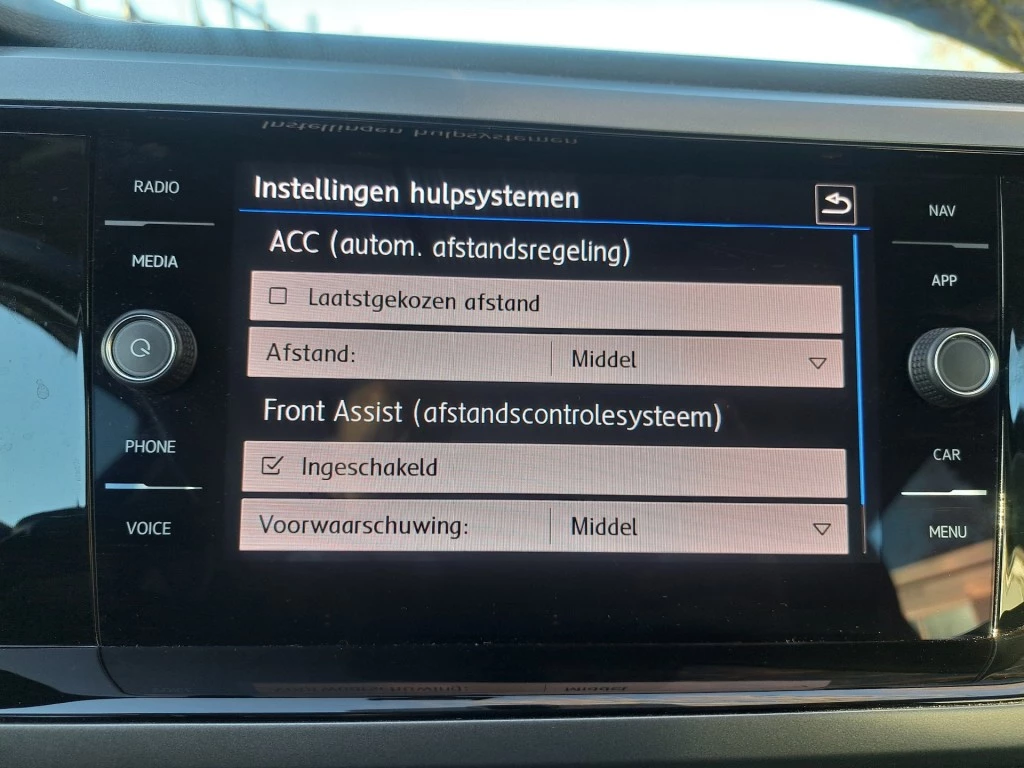 Instellingen hulpsystemen
ACC (autom. afstandsregeling)
Laatstgekozen afstand
Afstand: Middel
Front Assist (afstandscontrolesysteem)
Ingeschakeld
Voorwaarschuwing: Middel
RADIO
MEDIA
PHONE
VOICE
NAV
APP
CAR
MENU